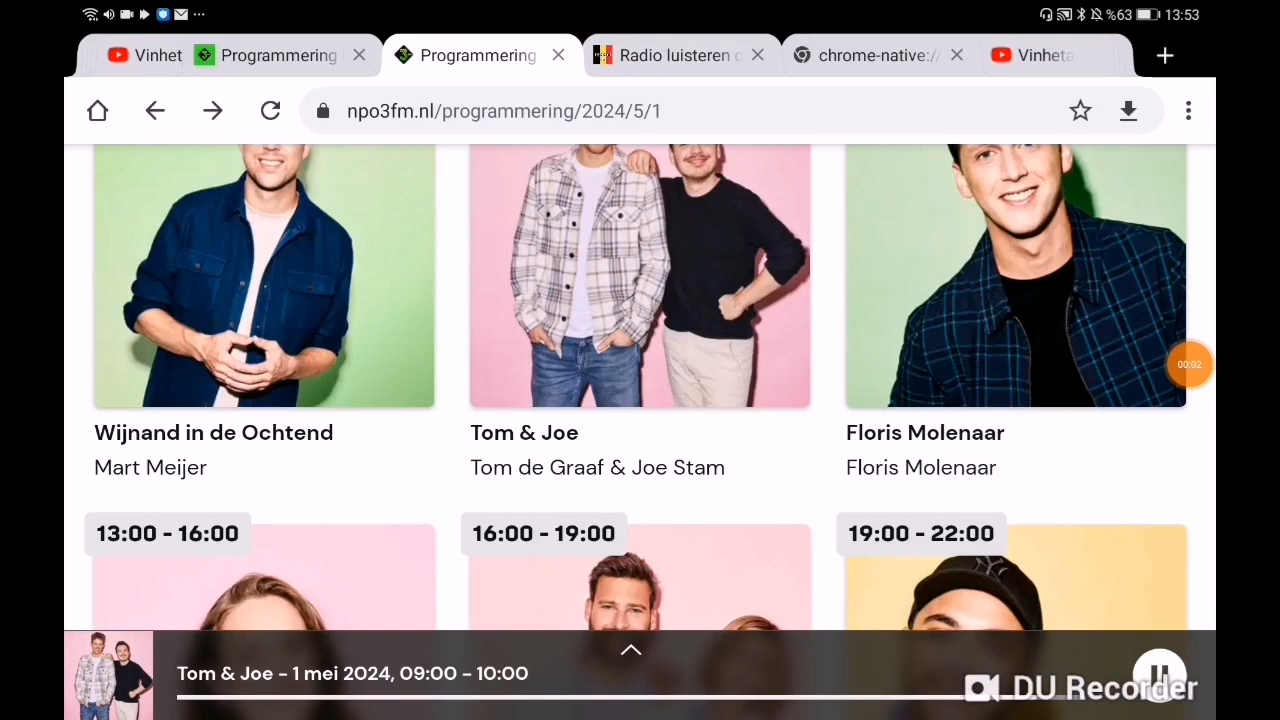 %63 13:53
Vinhet Programmering Programmering Radio luisteren o chrome-native:// Vinheta
npo3fm.nl/programmering/2024/5/1
00:02
Wijnand in de Ochtend Tom & Joe Floris Molenaar
Mart Meijer Tom de Graaf & Joe Stam Floris Molenaar
13:00 - 16:00 16:00 - 19:00 19:00 - 22:00
Tom & Joe - 1 mei 2024, 09:00 - 10:00
DU Recorder